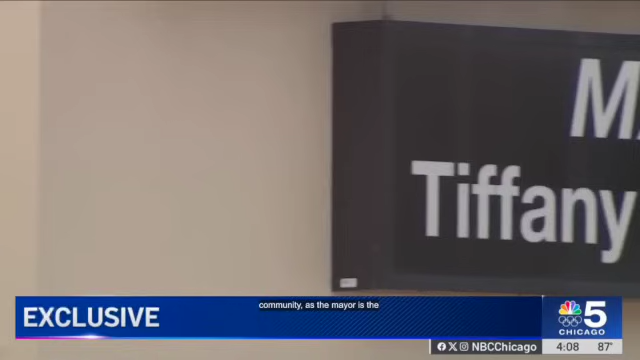 M
Tiffany
community, as the mayor is the
EXCLUSIVE
5
CHICAGO
NBCChicago
4:08 87°